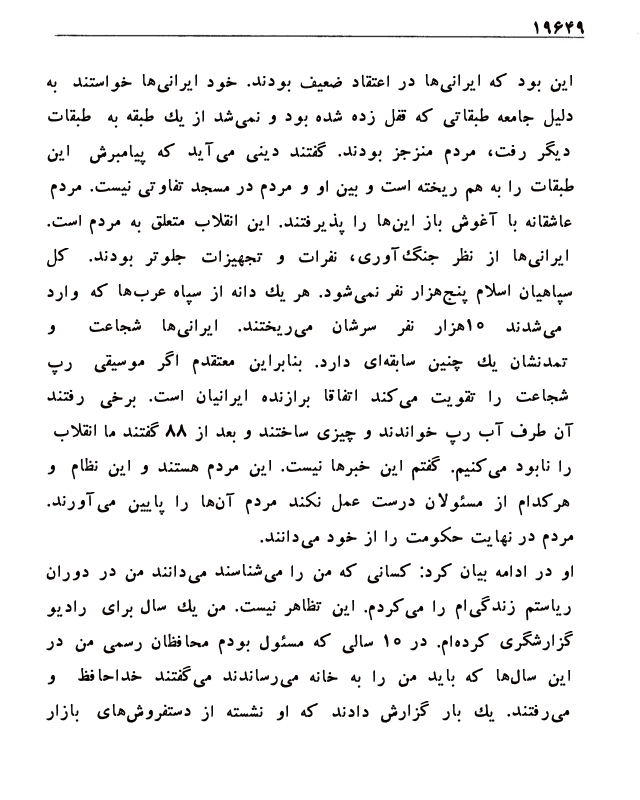 ۱۹۶۴۹
این بود که ایرانی‌ها در اعتقاد ضعیف بودند. خود ایرانی‌ها خواستند به
دلیل جامعه طبقاتی که قفل زده شده بود و نمی‌شد از یك طبقه به طبقات
دیگر رفت، مردم منزجز بودند. گفتند دینی می‌آید که پیامبرش این
طبقات را به هم ریخته است و بین او و مردم در مسجد تفاوتی نیست. مردم
عاشقانه با آغوش باز این‌ها را پذیرفتند. این انقلاب متعلق به مردم است.
ایرانی‌ها از نظر جنگ‌آوری، نفرات و تجهیزات جلوتر بودند. کل
سپاهیان اسلام پنج‌هزار نفر نمی‌شود. هر یك دانه از سپاه عرب‌ها که وارد
می‌شدند ۱۰هزار نفر سرشان می‌ریختند. ایرانی‌ها شجاعت و
تمدنشان یك چنین سابقه‌ای دارد. بنابراین معتقدم اگر موسیقی رپ
شجاعت را تقویت می‌کند اتفاقا برازنده ایرانیان است. برخی رفتند
آن طرف آب رپ خواندند و چیزی ساختند و بعد از ۸۸ گفتند ما انقلاب
را نابود می‌کنیم. گفتم این خبرها نیست. این مردم هستند و این نظام و
هرکدام از مسئولان درست عمل نکند مردم آن‌ها را پایین می‌آورند.
مردم در نهایت حکومت را از خود می‌دانند.
او در ادامه بیان کرد: کسانی که من را می‌شناسند می‌دانند من در دوران
ریاستم زندگی‌ام را می‌کردم. این تظاهر نیست. من یك سال برای رادیو
گزارشگری کرده‌ام. در ۱۰ سالی که مسئول بودم محافظان رسمی من در
این سال‌ها که باید من را به خانه می‌رساندند می‌گفتند خداحافظ و
می‌رفتند. یك بار گزارش دادند که او نشسته از دستفروش‌های بازار